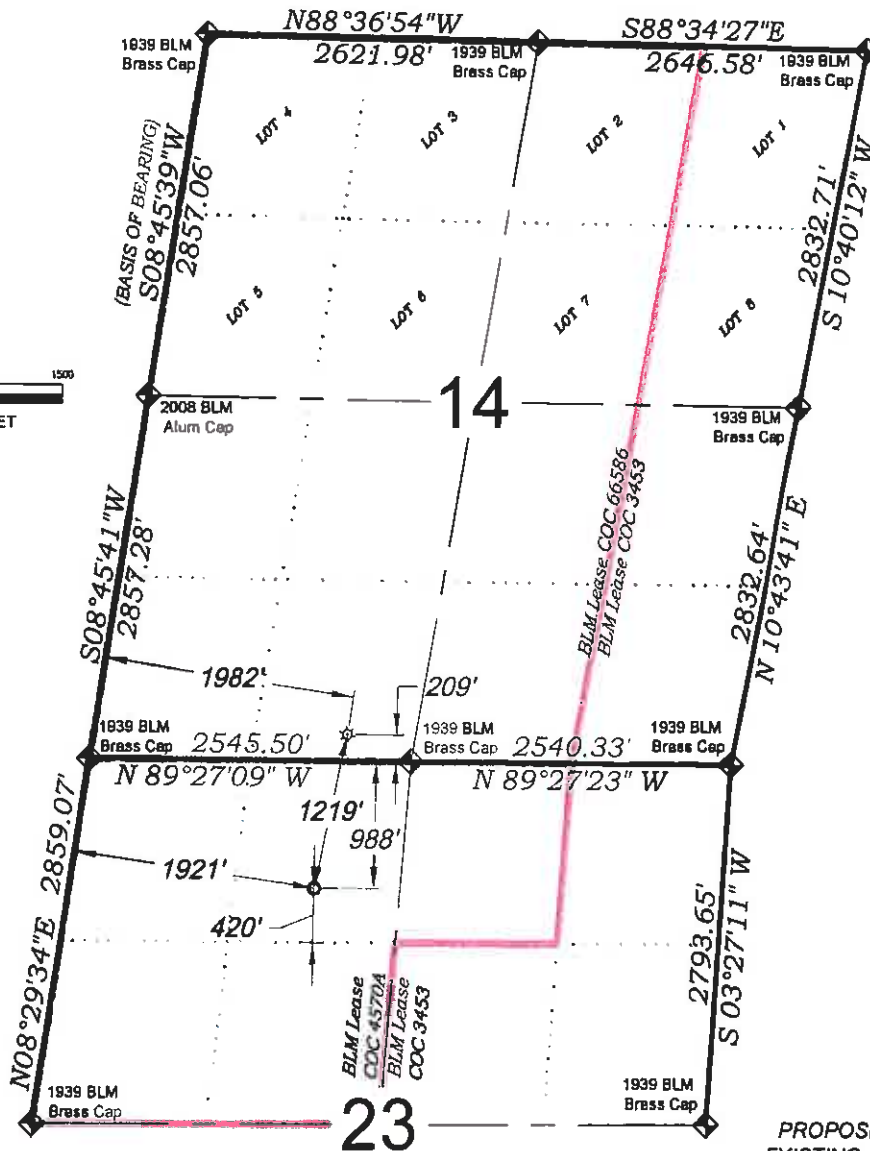 N88°36'54"W
S88°34'27"E
1939 BLM
Brass Cap
2621.98'
1939 BLM
Brass Cap
2646.58'
1939 BLM
Brass Cap
LOT 4
LOT 3
LOT 2
LOT 1
(BASIS OF BEARING)
S08°45'39"W
2857.06'
2832.71'
S 10°40'12" W
LOT 5
LOT 6
LOT 7
LOT 8
1500
ET
2008 BLM
Alum Cap
14
1939 BLM
Brass Cap
BLM Lease COC 66586
BLM Lease COC 3453
S08°45'41"W
2857.28'
2832.64'
N 10°43'41" E
1982'
209'
1939 BLM
Brass Cap
2545.50'
1939 BLM
Brass Cap
2540.33'
1939 BLM
Brass Cap
N 89°27'09" W
N 89°27'23" W
1219'
988'
1921'
420'
N08°29'34"E 2859.07'
2793.65'
S 03°27'11" W
BLM Lease
COC 4570A
BLM Lease
COC 3453
1939 BLM
Brass Cap
1939 BLM
Brass Cap
23
PROPOS